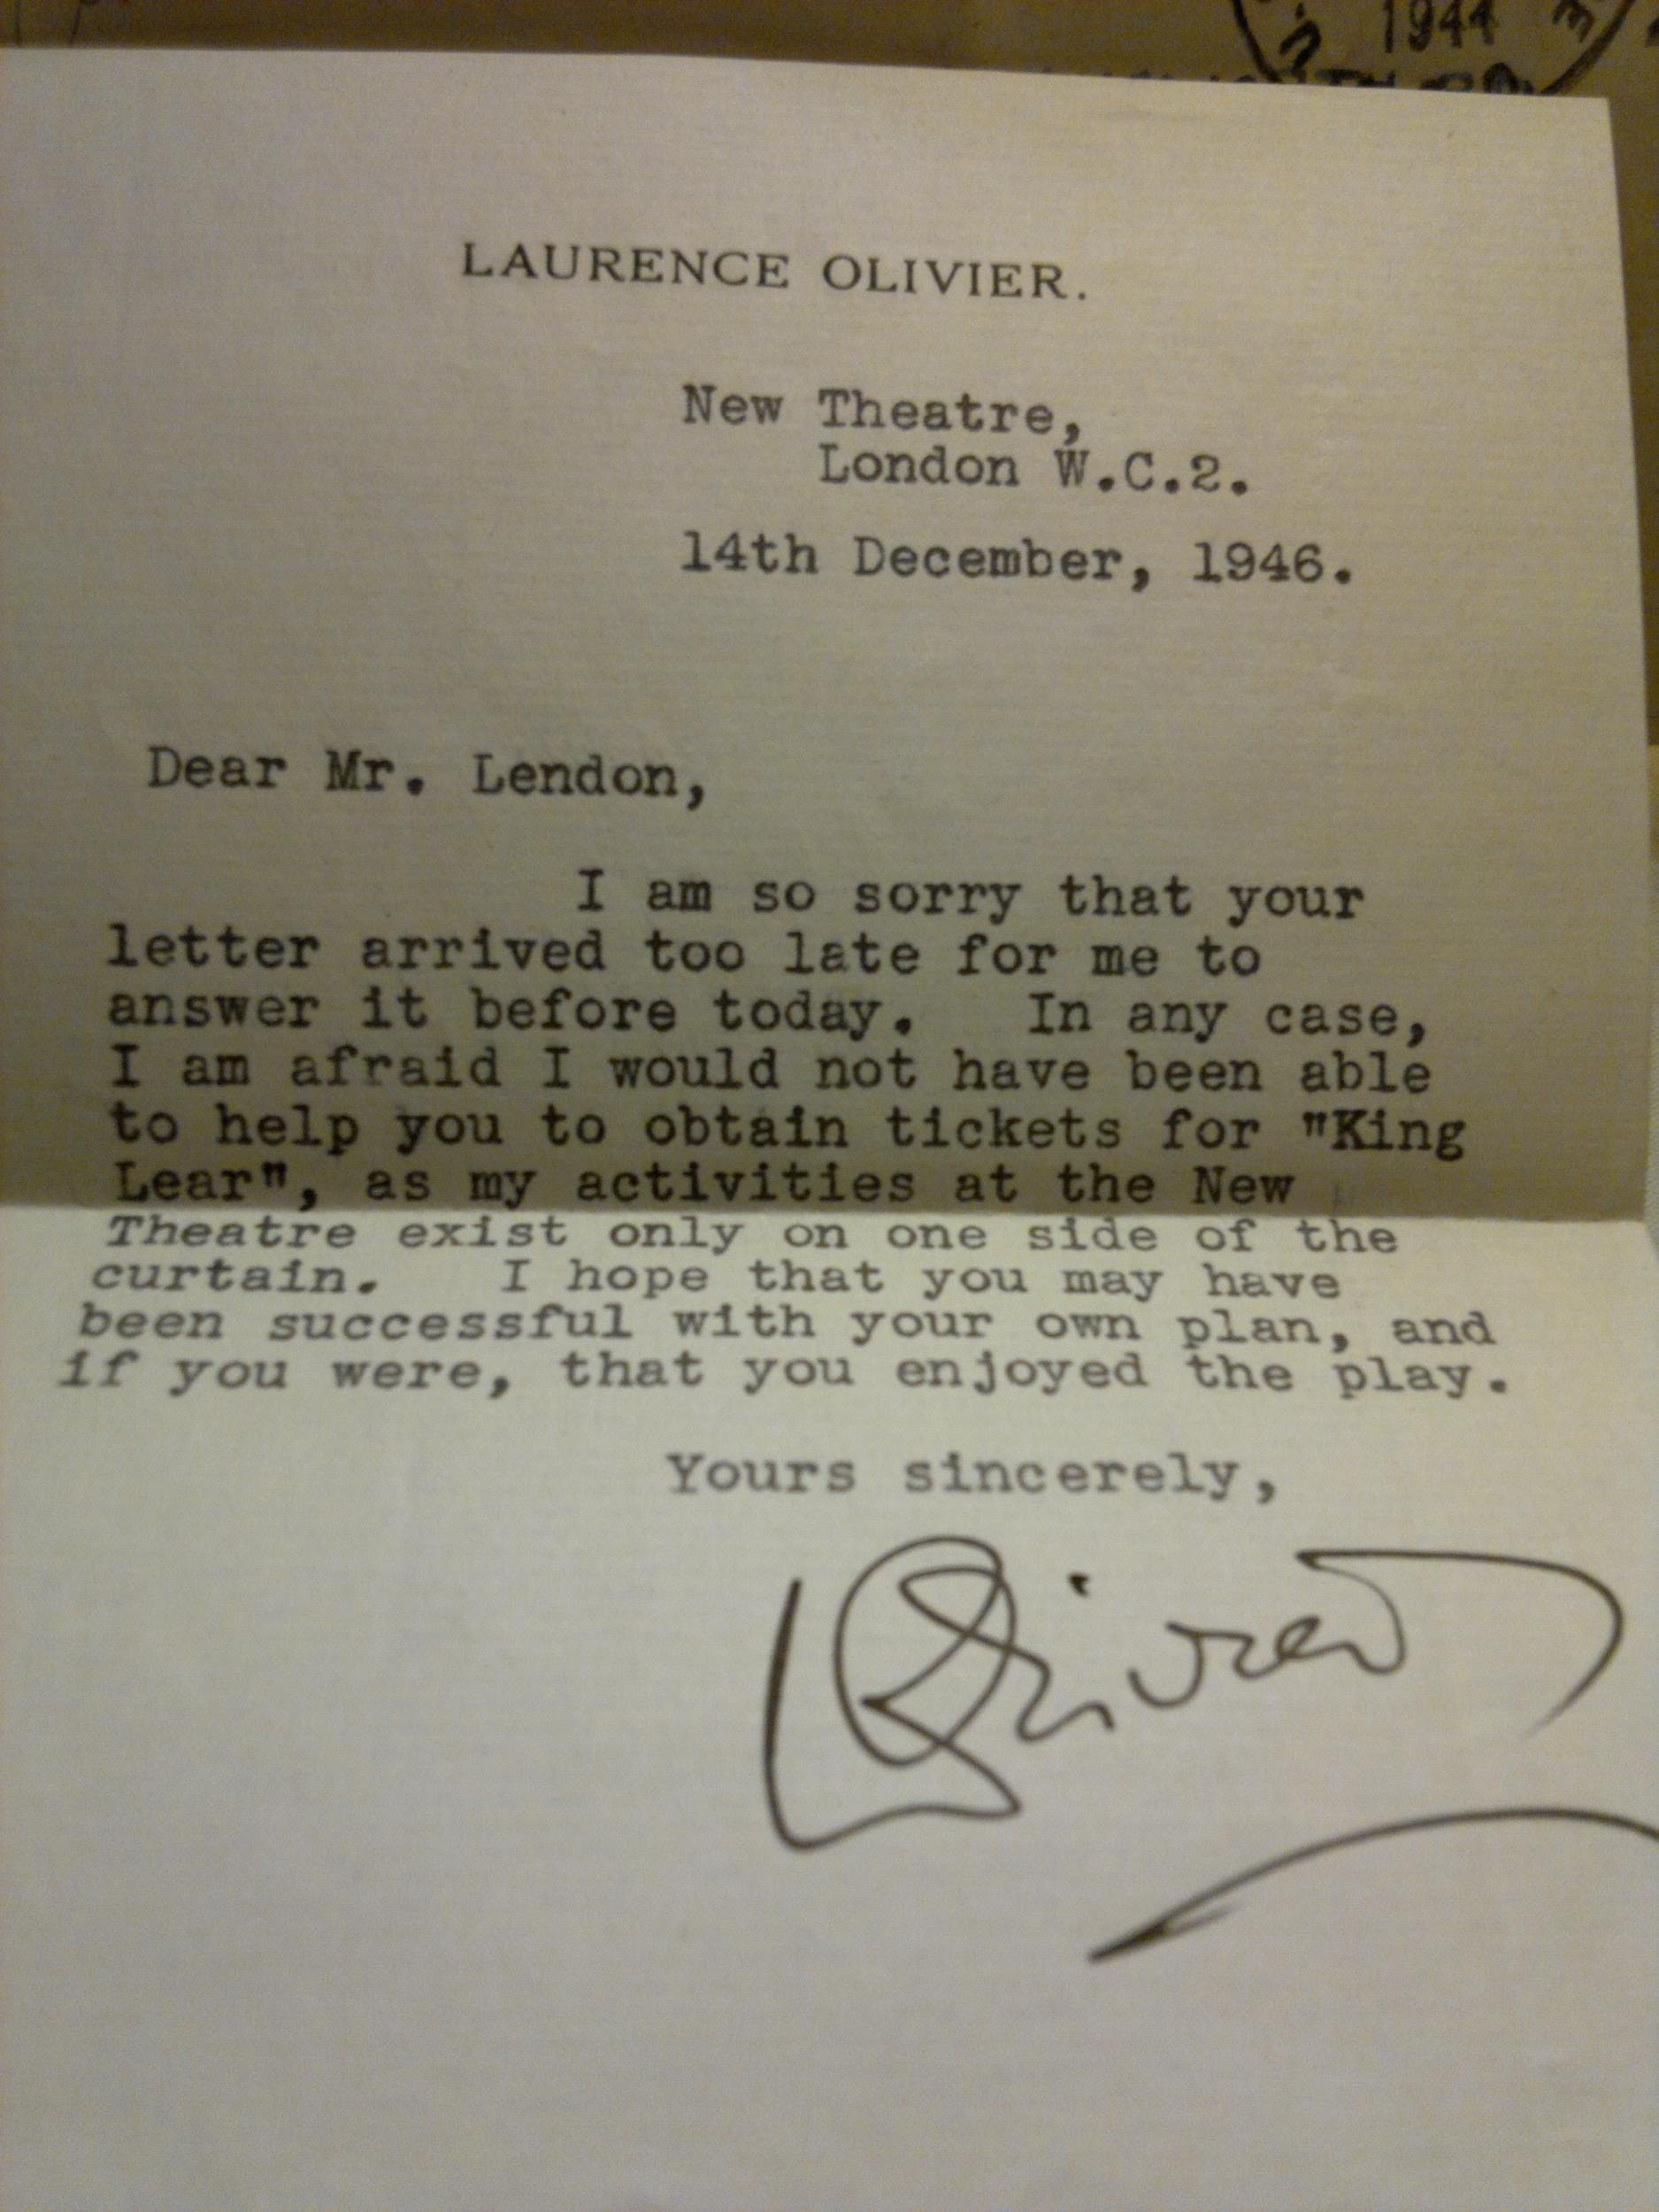 1944
LAURENCE OLIVIER.
New Theatre,
London W.C.2.
14th December, 1946.
Dear Mr. Lendon,
I am so sorry that your
letter arrived too late for me to
answer it before today. In any case,
I am afraid I would not have been able
to help you to obtain tickets for "King
Lear", as my activities at the New
Theatre exist only on one side of the
curtain. I hope that you may have
been successful with your own plan, and
if you were, that you enjoyed the play.
Yours sincerely,
LOlivier